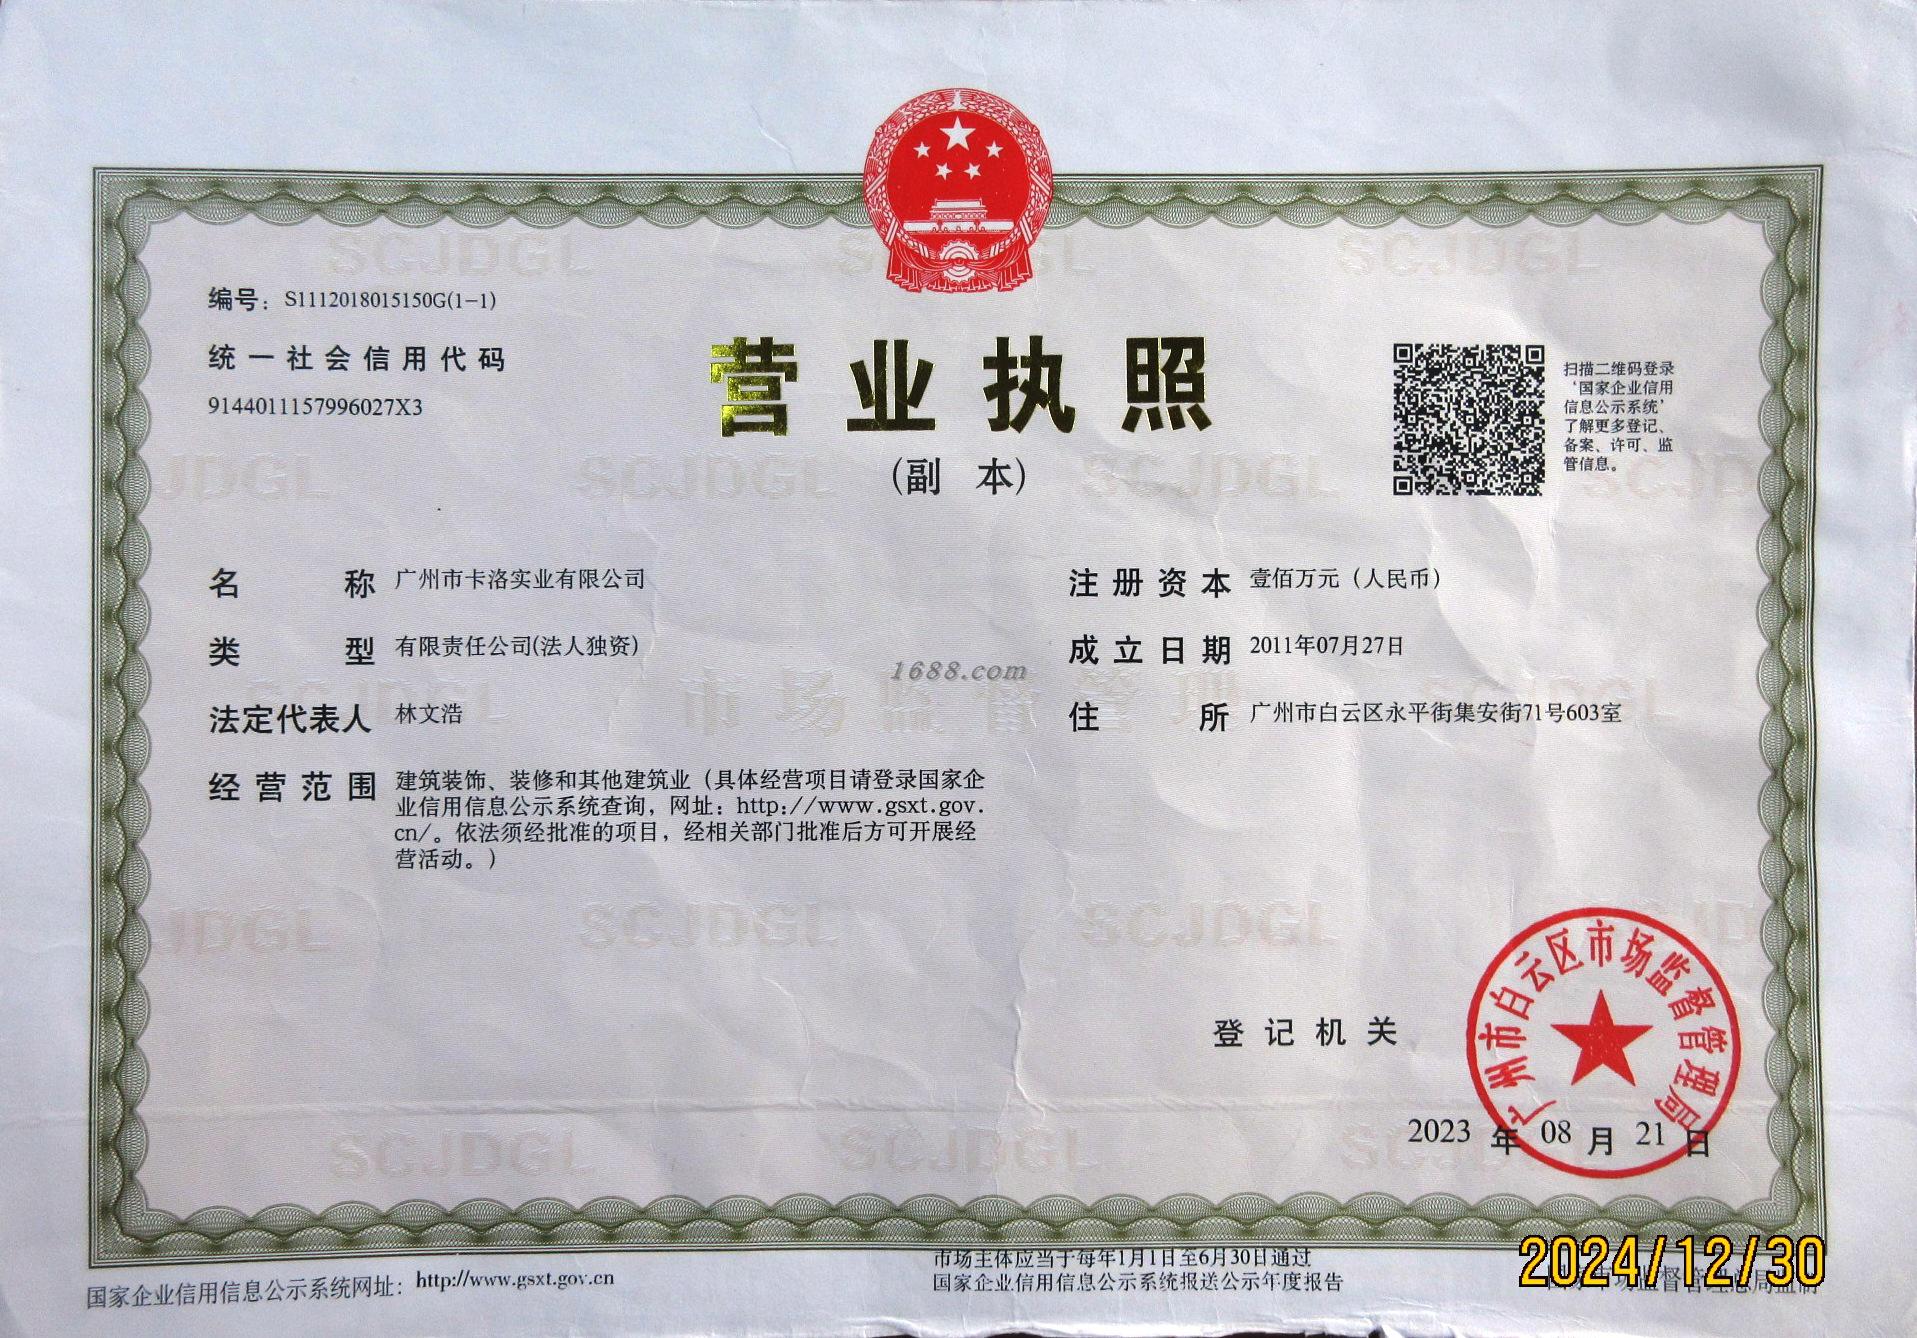 编号：S1112018015150G(1-1)
统一社会信用代码
9144011157996027X3
营业执照
（副 本）
扫描二维码登录
‘国家企业信用
信息公示系统’
了解更多登记、
备案、许可、监
管信息。
名 称 广州市卡洛实业有限公司
类 型 有限责任公司(法人独资)
法定代表人 林文浩
经营范围 建筑装饰、装修和其他建筑业（具体经营项目请登录国家企
业信用信息公示系统查询，网址：http://www.gsxt.gov.
cn/。依法须经批准的项目，经相关部门批准后方可开展经
营活动。）
注册资本 壹佰万元（人民币）
成立日期 2011年07月27日
住 所 广州市白云区永平街集安街71号603室
1688.com
SCJDGL
市场监督管理
登记机关
广州市白云区市场监督管理局
2023 年 08 月 21 日
国家企业信用信息公示系统网址：http://www.gsxt.gov.cn
市场主体应当于每年1月1日至6月30日通过
国家企业信用信息公示系统报送公示年度报告
2024/12/30